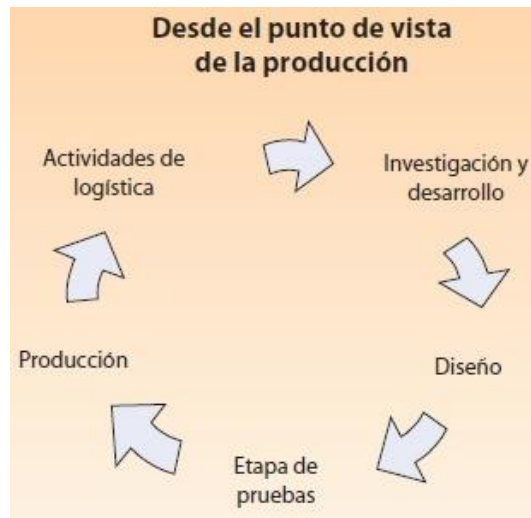 Desde el punto de vista
de la producción
Actividades de
logística
Investigación y
desarrollo
Producción
Diseño
Etapa de
pruebas